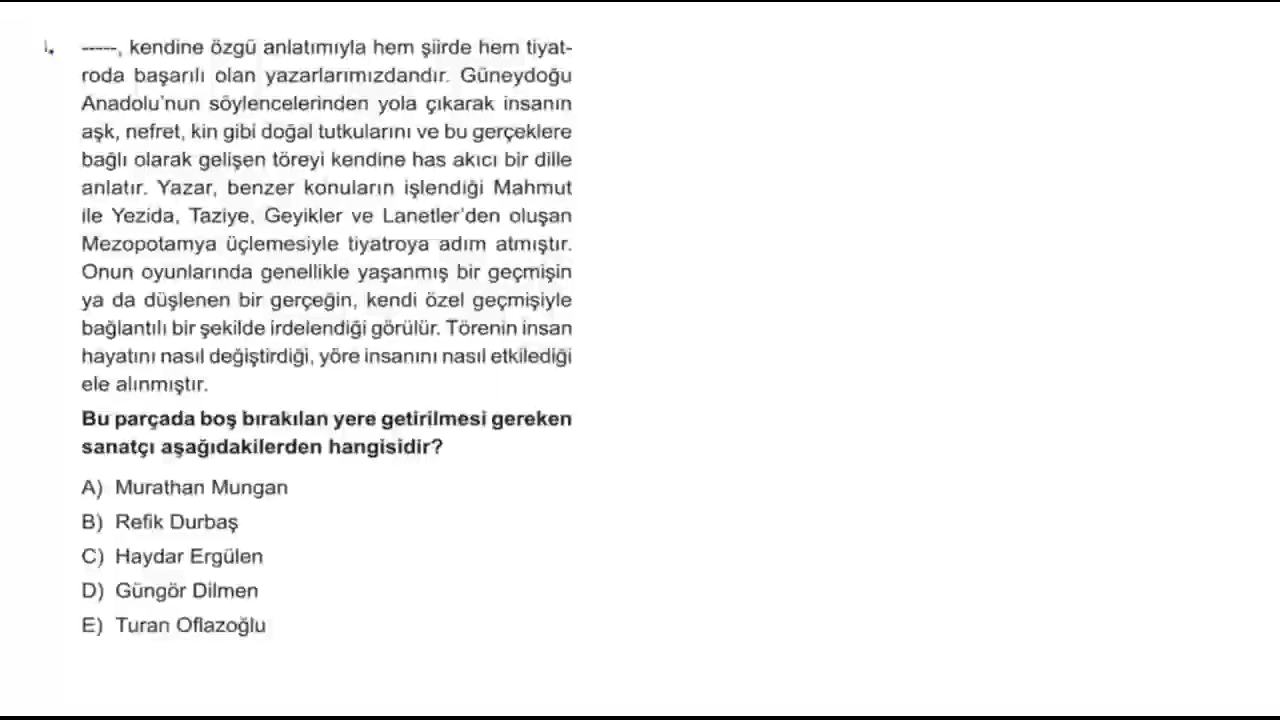 -----, kendine özgü anlatımıyla hem şiirde hem tiyat-
roda başarılı olan yazarlarımızdandır. Güneydoğu
Anadolu'nun söylencelerinden yola çıkarak insanın
aşk, nefret, kin gibi doğal tutkularını ve bu gerçeklere
bağlı olarak gelişen töreyi kendine has akıcı bir dille
anlatır. Yazar, benzer konuların işlendiği Mahmut
ile Yezida, Taziye, Geyikler ve Lanetler'den oluşan
Mezopotamya üçlemesiyle tiyatroya adım atmıştır.
Onun oyunlarında genellikle yaşanmış bir geçmişin
ya da düşlenen bir gerçeğin, kendi özel geçmişiyle
bağlantılı bir şekilde irdelendiği görülür. Törenin insan
hayatını nasıl değiştirdiği, yöre insanını nasıl etkilediği
ele alınmıştır.
Bu parçada boş bırakılan yere getirilmesi gereken
sanatçı aşağıdakilerden hangisidir?
A) Murathan Mungan
B) Refik Durbaş
C) Haydar Ergülen
D) Güngör Dilmen
E) Turan Oflazoğlu